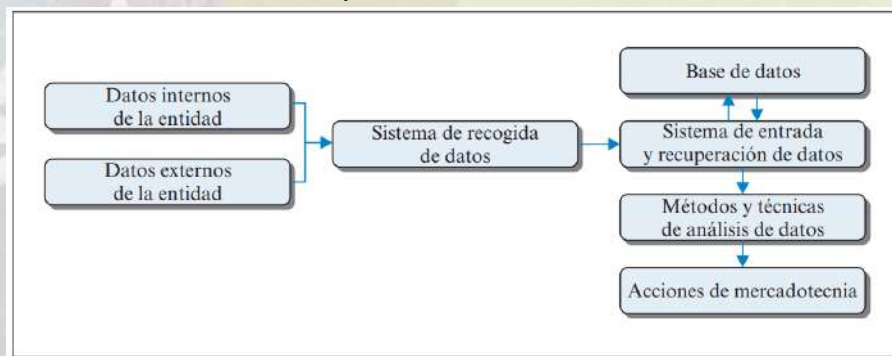 Datos internos
de la entidad
Datos externos
de la entidad
Sistema de recogida
de datos
Base de datos
Sistema de entrada
y recuperación de datos
Métodos y técnicas
de análisis de datos
Acciones de mercadotecnia